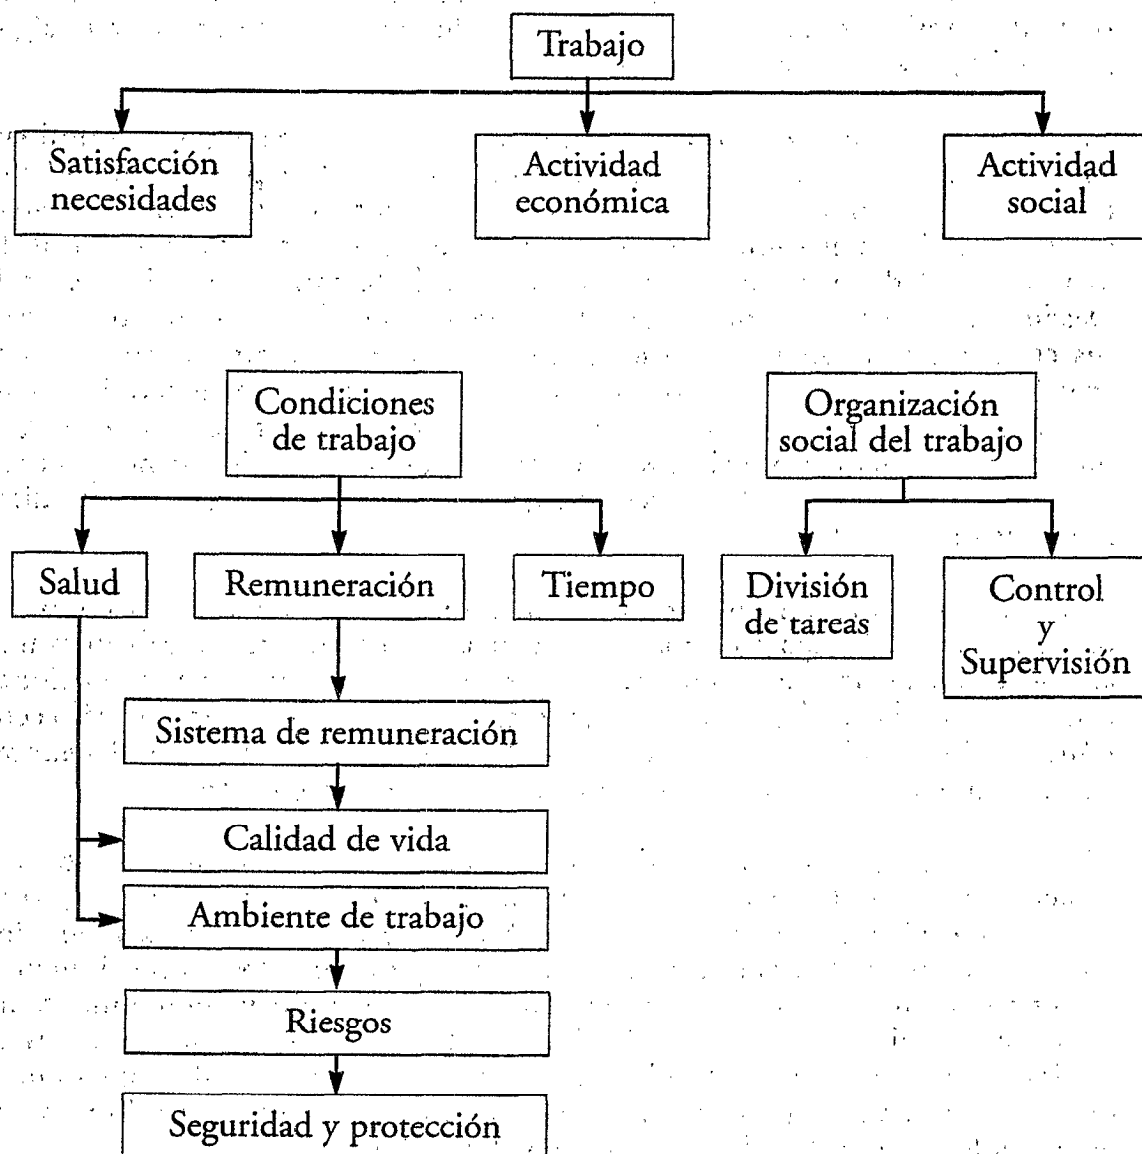 Trabajo
Satisfacción
necesidades
Actividad
económica
Actividad
social
Condiciones
de trabajo
Organización
social del trabajo
Salud
Remuneración
Tiempo
División
de tareas
Control
y
Supervisión
Sistema de remuneración
Calidad de vida
Ambiente de trabajo
Riesgos
Seguridad y protección